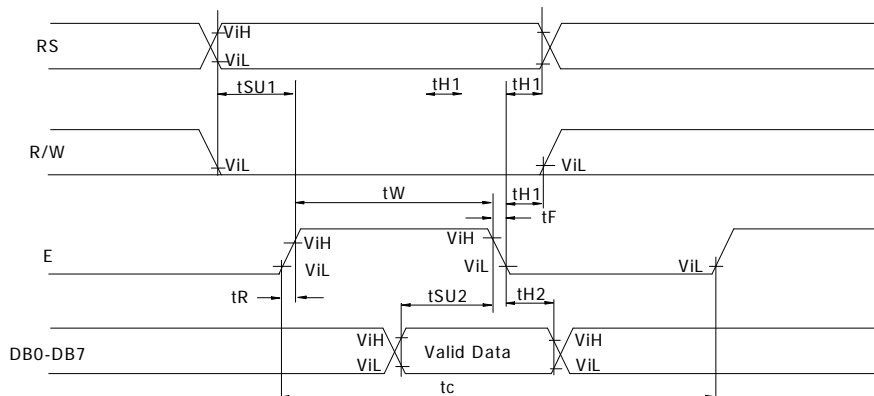 RS
ViH
ViL
tSU1
tH1
tH1
R/W
ViL
ViL
tW
tH1
tF
E
ViH
ViL
ViH
ViL
ViL
tR
tSU2
tH2
DB0-DB7
ViH
ViL
Valid Data
ViH
ViL
tc